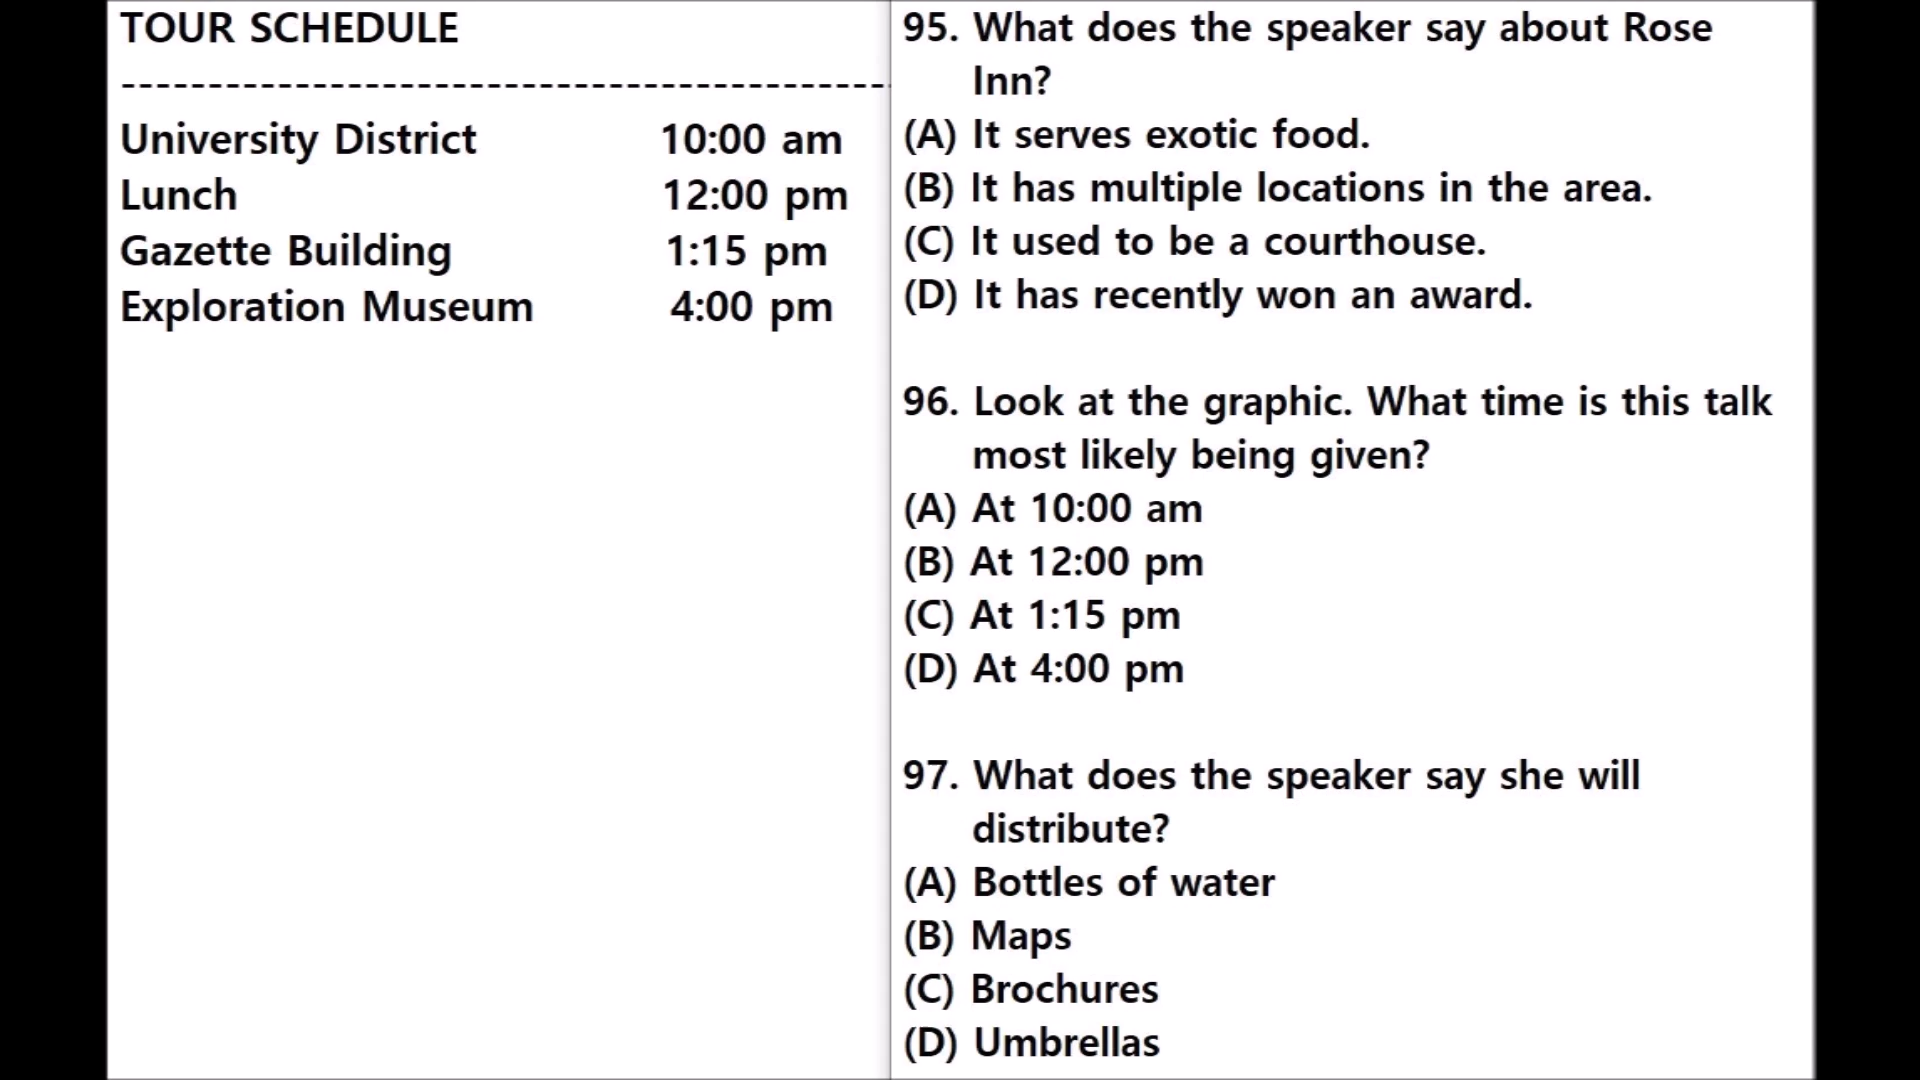 TOUR SCHEDULE
--------------------------------------------
University District 10:00 am
Lunch 12:00 pm
Gazette Building 1:15 pm
Exploration Museum 4:00 pm
95. What does the speaker say about Rose
Inn?
(A) It serves exotic food.
(B) It has multiple locations in the area.
(C) It used to be a courthouse.
(D) It has recently won an award.
96. Look at the graphic. What time is this talk
most likely being given?
(A) At 10:00 am
(B) At 12:00 pm
(C) At 1:15 pm
(D) At 4:00 pm
97. What does the speaker say she will
distribute?
(A) Bottles of water
(B) Maps
(C) Brochures
(D) Umbrellas